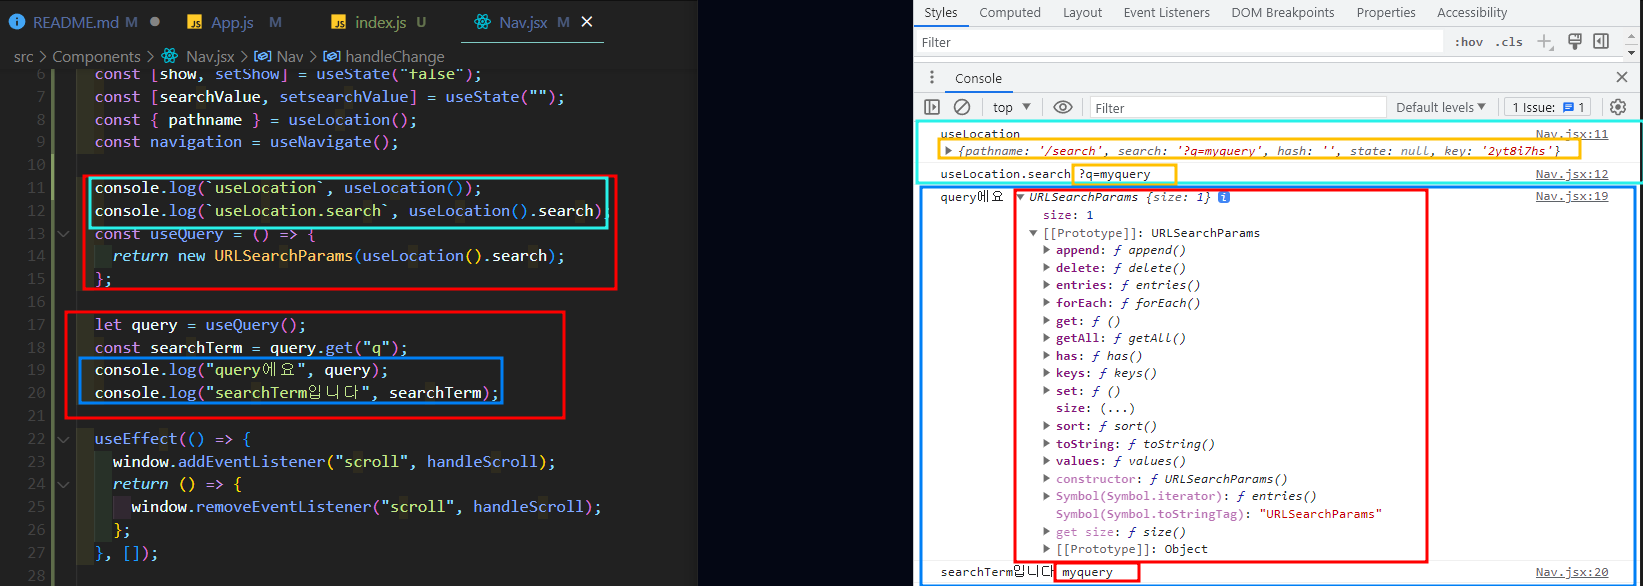 README.md M ● App.js M index.js U Nav.jsx M ×
src > Components > Nav.jsx > Nav > handleChange
6 const [show, setShow] = useState("false");
7 const [searchValue, setsearchValue] = useState("");
8 const { pathname } = useLocation();
9 const navigation = useNavigate();
10
11 console.log(`useLocation`, useLocation());
12 console.log(`useLocation.search`, useLocation().search);
13 const useQuery = () => {
14 return new URLSearchParams(useLocation().search);
15 };
16
17 let query = useQuery();
18 const searchTerm = query.get("q");
19 console.log("query에요", query);
20 console.log("searchTerm입니다", searchTerm);
21
22 useEffect(() => {
23 window.addEventListener("scroll", handleScroll);
24 return () => {
25 window.removeEventListener("scroll", handleScroll);
26 };
27 }, []);
28
Styles Computed Layout Event Listeners DOM Breakpoints Properties Accessibility
Filter :hov .cls
Console
top Filter Default levels 1 Issue: 1
useLocation Nav.jsx:11
{pathname: '/search', search: '?q=myquery', hash: '', state: null, key: '2yt8i7hs'}
useLocation.search ?q=myquery Nav.jsx:12
query에요 URLSearchParams {size: 1} i Nav.jsx:19
size: 1
[[Prototype]]: URLSearchParams
append: ƒ append()
delete: ƒ delete()
entries: ƒ entries()
forEach: ƒ forEach()
get: ƒ ()
getAll: ƒ getAll()
has: ƒ has()
keys: ƒ keys()
set: ƒ ()
size: (...)
sort: ƒ sort()
toString: ƒ toString()
values: ƒ values()
constructor: ƒ URLSearchParams()
Symbol(Symbol.iterator): ƒ entries()
Symbol(Symbol.toStringTag): "URLSearchParams"
get size: ƒ size()
[[Prototype]]: Object
searchTerm입니다 myquery Nav.jsx:20